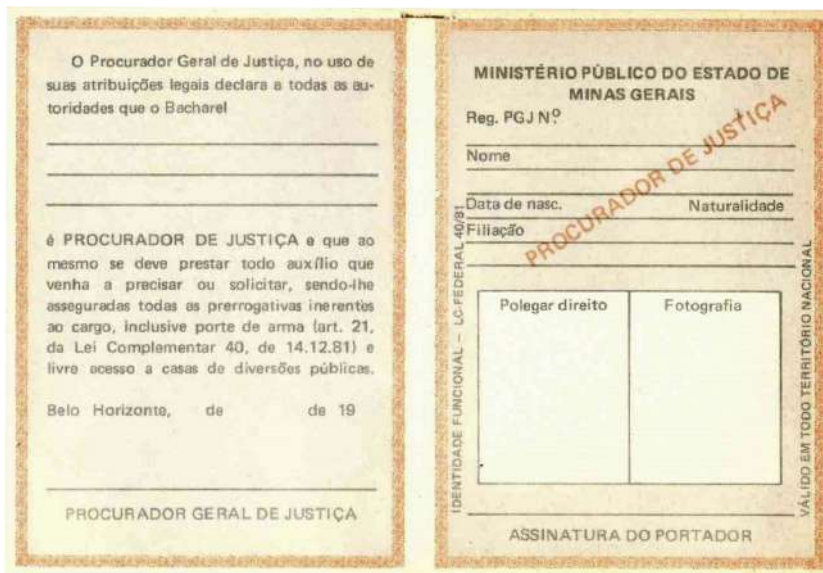 O Procurador Geral de Justiça, no uso de
suas atribuições legais declara a todas as au-
toridades que o Bacharel
é PROCURADOR DE JUSTIÇA e que ao
mesmo se deve prestar todo auxílio que
venha a precisar ou solicitar, sendo-lhe
asseguradas todas as prerrogativas inerentes
ao cargo, inclusive porte de arma (art. 21,
da Lei Complementar 40, de 14.12.81) e
livre acesso a casas de diversões públicas.
Belo Horizonte, de de 19
PROCURADOR GERAL DE JUSTIÇA
MINISTÉRIO PÚBLICO DO ESTADO DE
MINAS GERAIS
Reg. PGJ Nº
Nome
Data de nasc. Naturalidade
Filiação
PROCURADOR DE JUSTIÇA
IDENTIDADE FUNCIONAL – LC FEDERAL 40/81
Polegar direito Fotografia
VÁLIDO EM TODO TERRITÓRIO NACIONAL
ASSINATURA DO PORTADOR